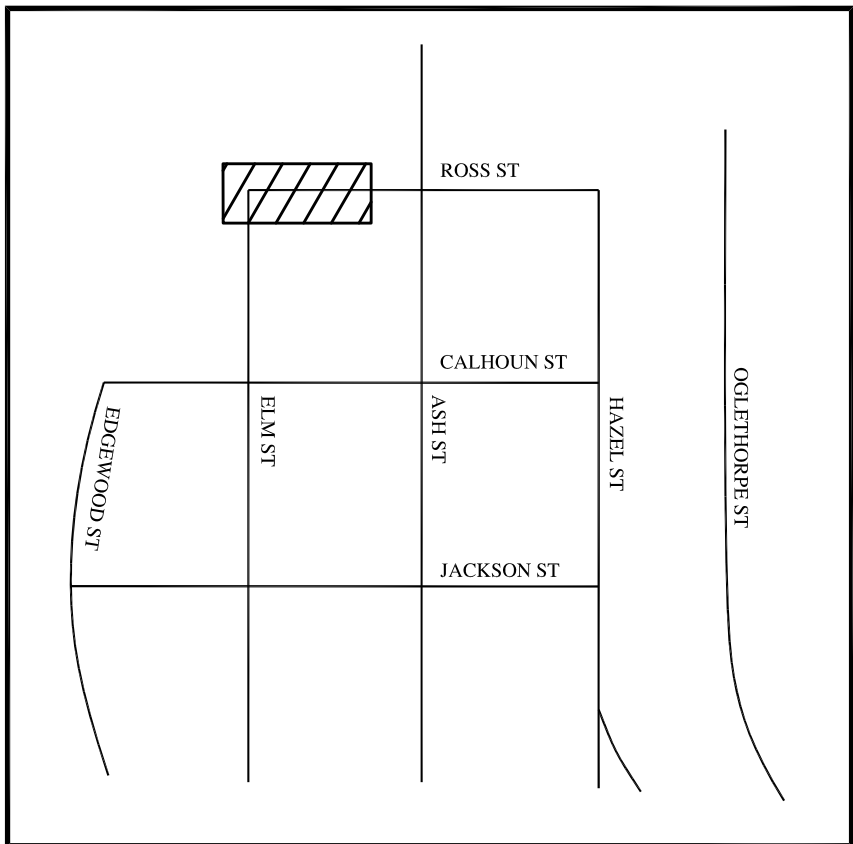 ROSS ST
CALHOUN ST
EDGEWOOD ST
ELM ST
ASH ST
HAZEL ST
OGLETHORPE ST
JACKSON ST